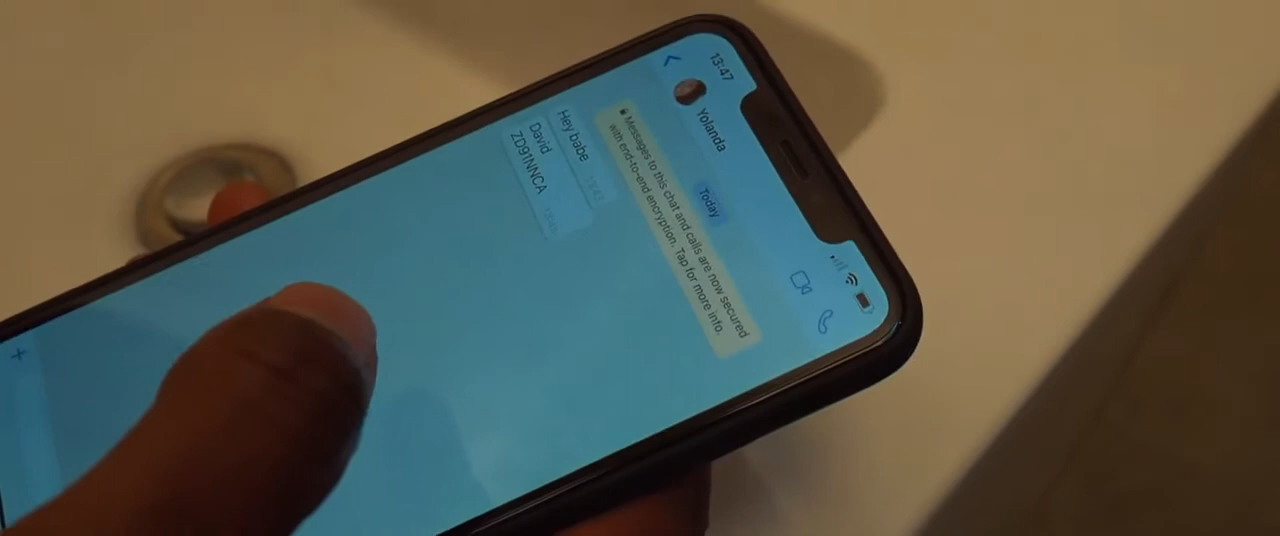 13:47
Yolanda
Today
Messages to this chat and calls are now secured
with end-to-end encryption. Tap for more info.
Hey babe
David
ZD91NNCA